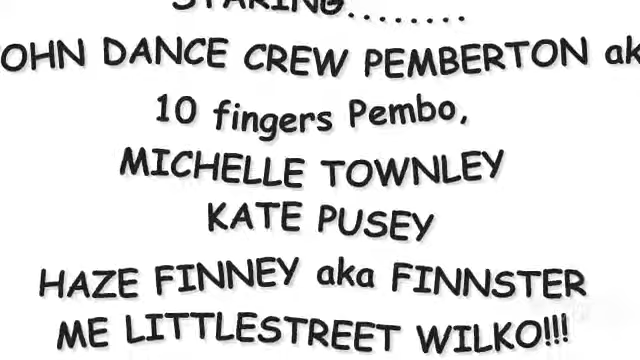 STARING........
OHN DANCE CREW PEMBERTON ak
10 fingers Pembo,
MICHELLE TOWNLEY
KATE PUSEY
HAZE FINNEY aka FINNSTER
ME LITTLESTREET WILKO!!!